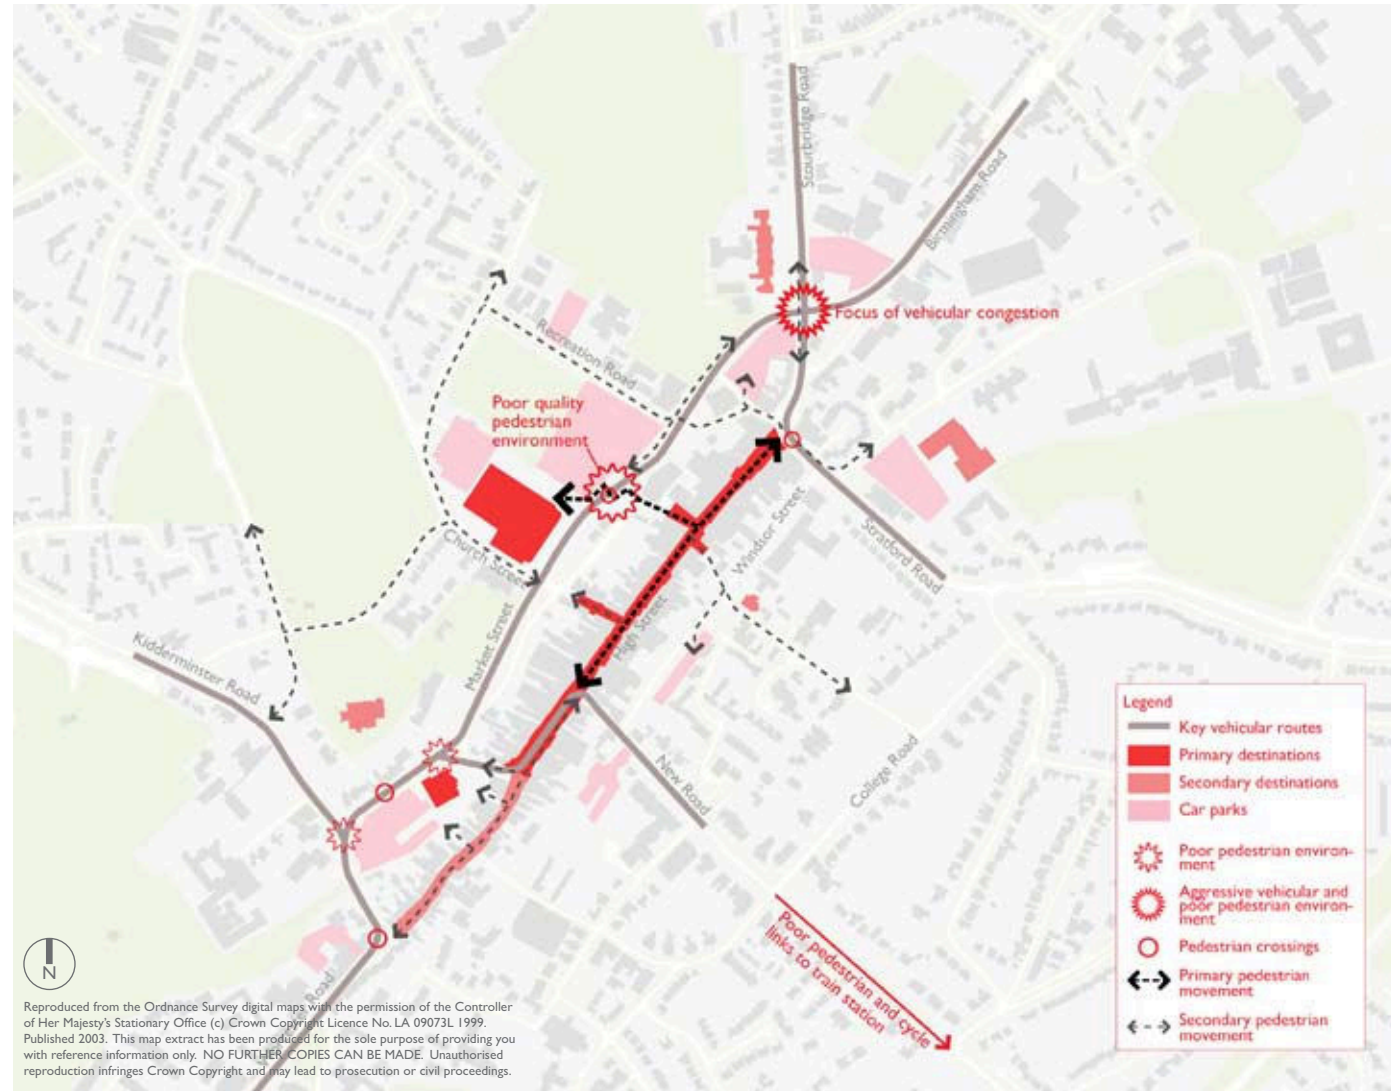 Stourbridge Road
Birmingham Road
Focus of vehicular congestion
Recreation Road
Poor quality
pedestrian
environment
Windsor Street
Stratford Road
Church Street
High Street
Market Street
Kidderminster Road
New Road
College Road
Poor pedestrian and cycle
links to train station
Road
Legend
Key vehicular routes
Primary destinations
Secondary destinations
Car parks
Poor pedestrian environ-
ment
Aggressive vehicular and
poor pedestrian environ-
ment
Pedestrian crossings
Primary pedestrian
movement
Secondary pedestrian
movement
N
Reproduced from the Ordnance Survey digital maps with the permission of the Controller
of Her Majesty's Stationary Office (c) Crown Copyright Licence No. LA 09073L 1999.
Published 2003. This map extract has been produced for the sole purpose of providing you
with reference information only. NO FURTHER COPIES CAN BE MADE. Unauthorised
reproduction infringes Crown Copyright and may lead to prosecution or civil proceedings.